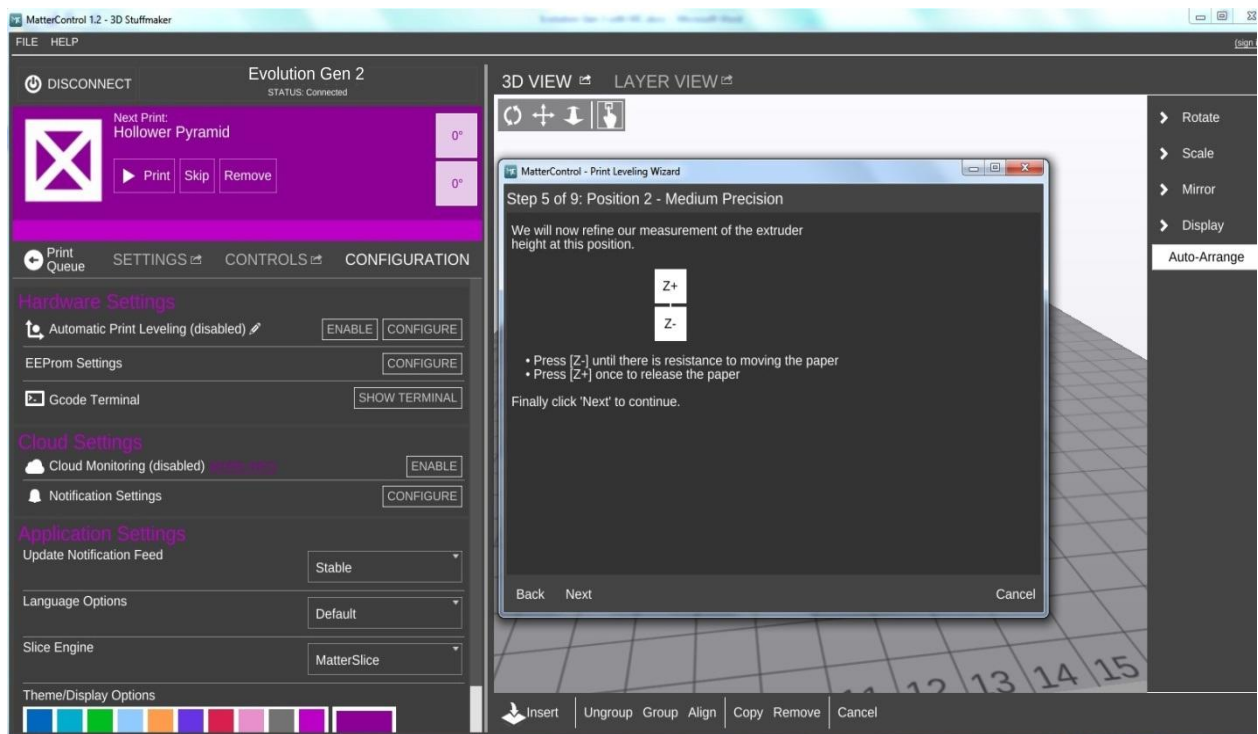 MatterControl 1.2 - 3D Stuffmaker
FILE HELP
(sign i
DISCONNECT
Evolution Gen 2
STATUS: Connected
Next Print:
Hollower Pyramid
0°
Print Skip Remove
0°
Print Queue
SETTINGS CONTROLS CONFIGURATION
Hardware Settings
Automatic Print Leveling (disabled) ENABLE CONFIGURE
EEProm Settings CONFIGURE
Gcode Terminal SHOW TERMINAL
Cloud Settings
Cloud Monitoring (disabled) ENABLE
Notification Settings CONFIGURE
Application Settings
Update Notification Feed
Stable
Language Options
Default
Slice Engine
MatterSlice
Theme/Display Options
3D VIEW LAYER VIEW
MatterControl - Print Leveling Wizard
Step 5 of 9: Position 2 - Medium Precision
We will now refine our measurement of the extruder
height at this position.
Z+
Z-
• Press [Z-] until there is resistance to moving the paper
• Press [Z+] once to release the paper
Finally click 'Next' to continue.
Back Next Cancel
12 13 14 15
Rotate
Scale
Mirror
Display
Auto-Arrange
Insert Ungroup Group Align Copy Remove Cancel